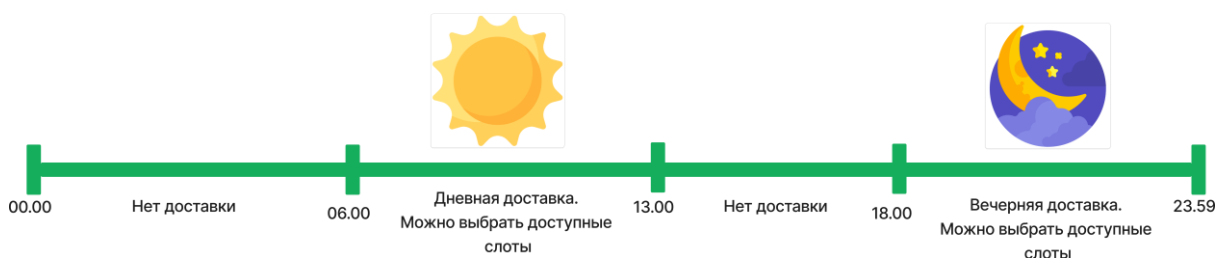 00.00
Нет доставки
06.00
Дневная доставка.
Можно выбрать доступные
слоты
13.00
Нет доставки
18.00
Вечерняя доставка.
Можно выбрать доступные
слоты
23.59